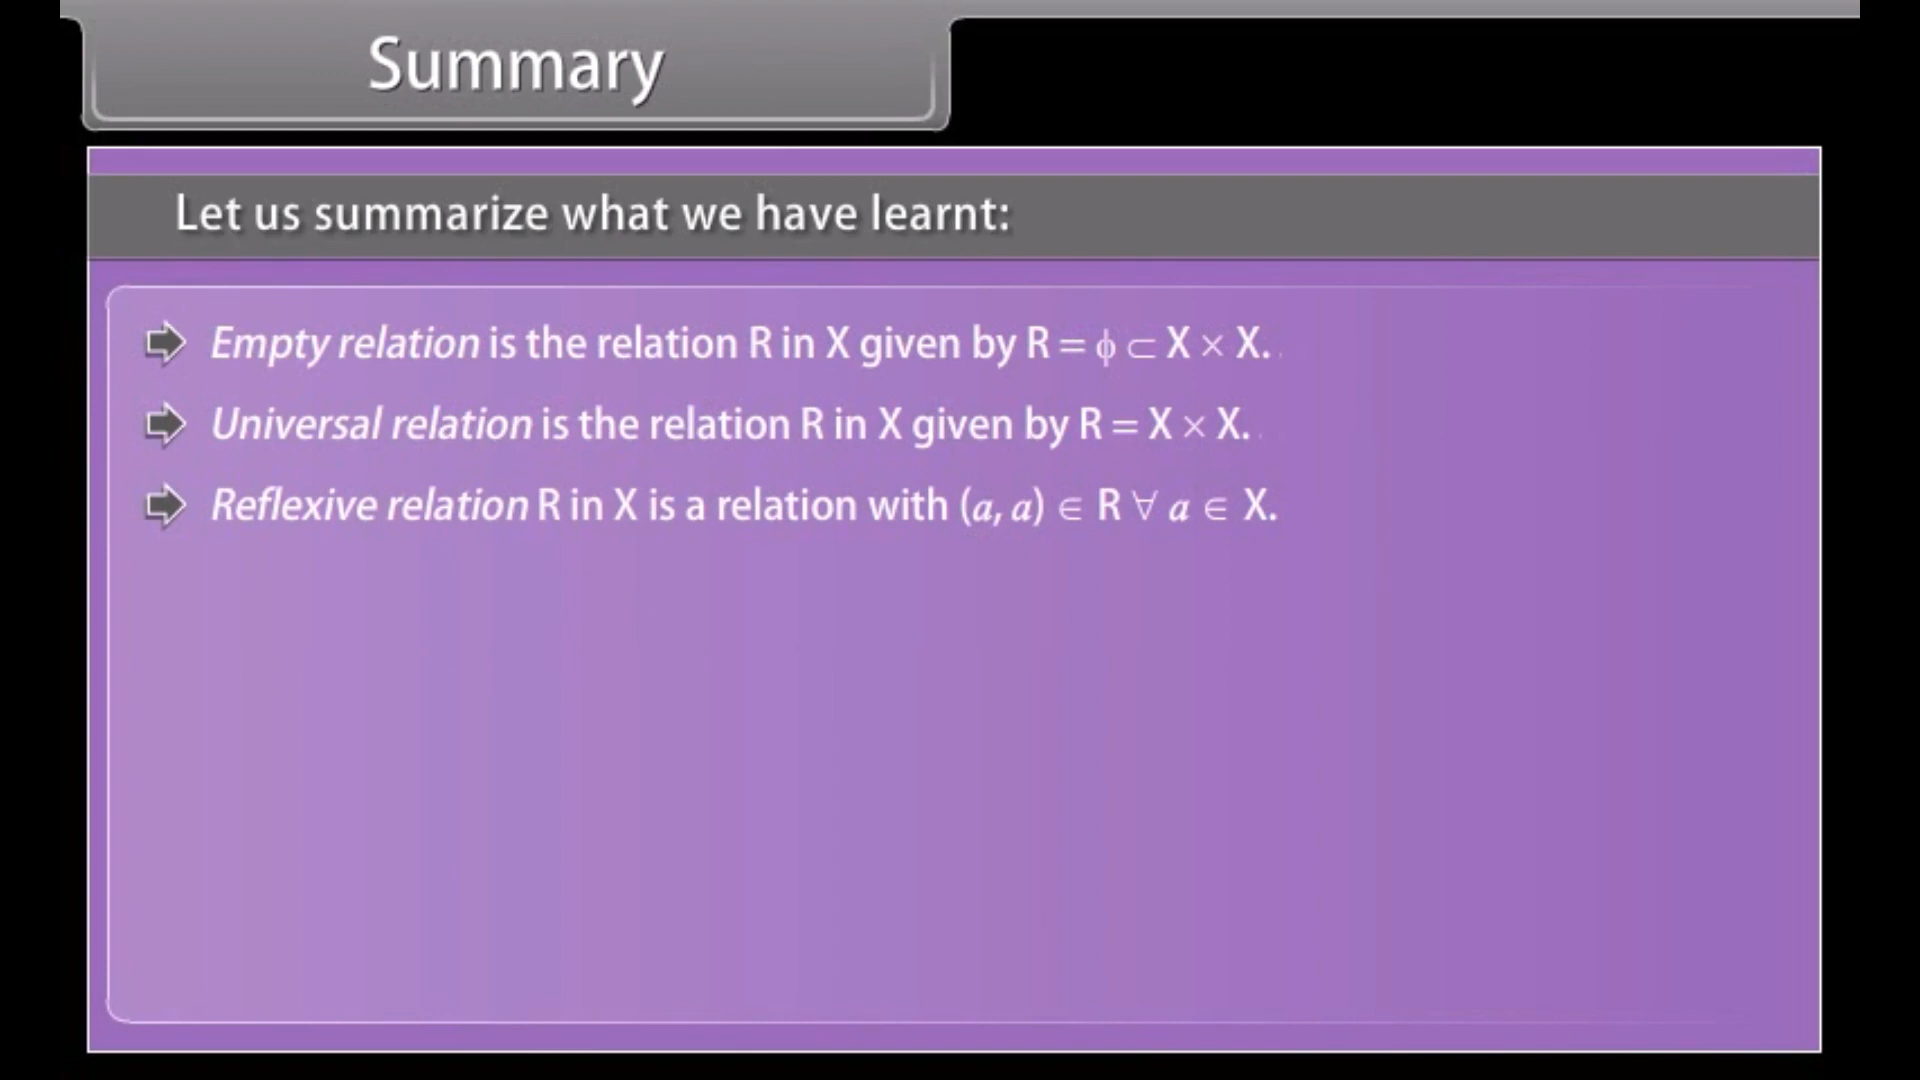 Summary
Let us summarize what we have learnt:
Empty relation is the relation R in X given by R = ϕ ⊂ X × X.
Universal relation is the relation R in X given by R = X × X.
Reflexive relation R in X is a relation with (a, a) ∈ R ∀ a ∈ X.